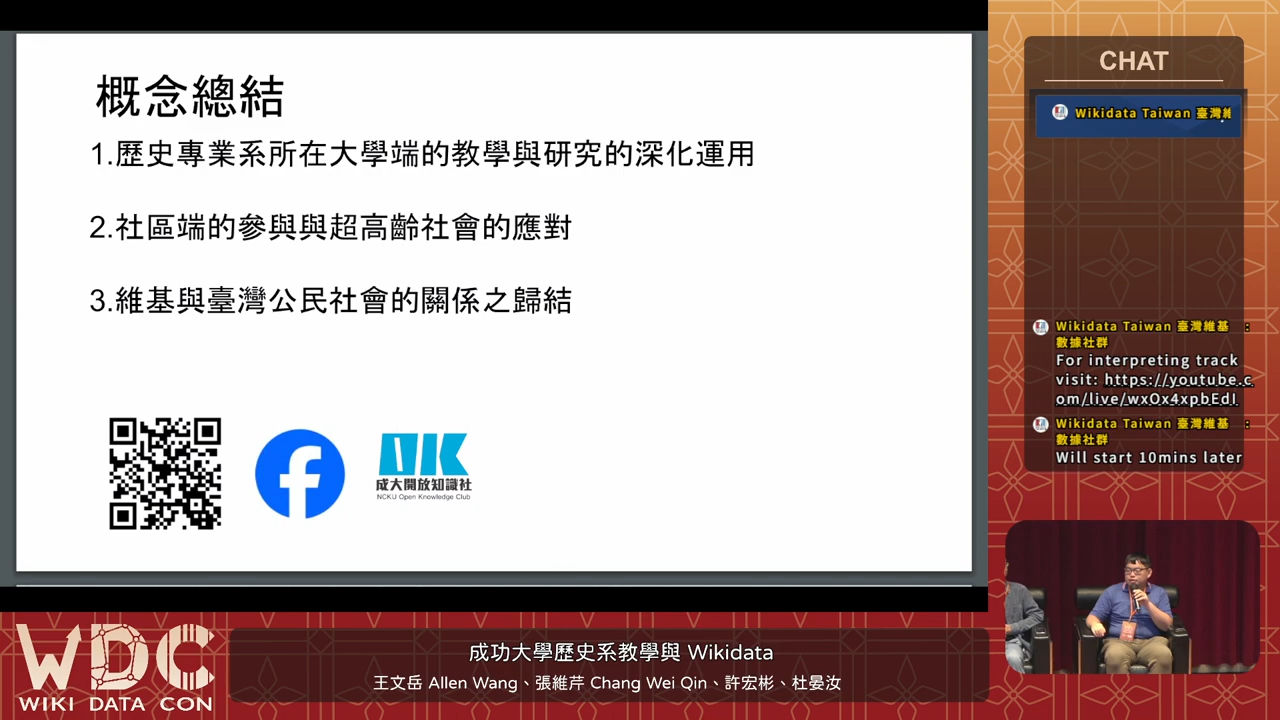 概念總結
1.歷史專業系所在大學端的教學與研究的深化運用
2.社區端的參與與超高齡社會的應對
3.維基與臺灣公民社會的關係之歸結
OK
成大開放知識社
NCKU Open Knowledge Club
CHAT
Wikidata Taiwan 臺灣維
Wikidata Taiwan 臺灣維基數據社群 :
For interpreting track
visit: https://youtube.c
om/live/wxOx4xpbEdI
Wikidata Taiwan 臺灣維基數據社群 :
Will start 10mins later
WDC
WIKI DATA CON
成功大學歷史系教學與 Wikidata
王文岳 Allen Wang、張維芹 Chang Wei Qin、許宏彬、杜晏汝